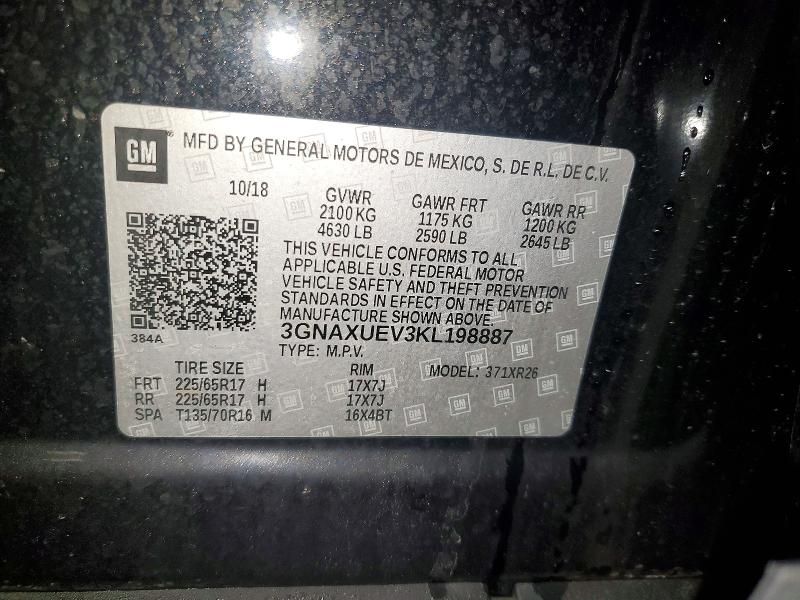 GM® MFD BY GENERAL MOTORS DE MEXICO, S. DE R.L. DE C.V.
10/18 GVWR GAWR FRT GAWR RR
2100 KG 1175 KG 1200 KG
4630 LB 2590 LB 2645 LB
THIS VEHICLE CONFORMS TO ALL
APPLICABLE U.S. FEDERAL MOTOR
VEHICLE SAFETY AND THEFT PREVENTION
STANDARDS IN EFFECT ON THE DATE OF
MANUFACTURE SHOWN ABOVE.
384A
3GNAXUEV3KL198887
TYPE: M.P.V. MODEL: 371XR26
TIRE SIZE RIM
FRT 225/65R17 H 17X7J
RR 225/65R17 H 17X7J
SPA T135/70R16 M 16X4BT